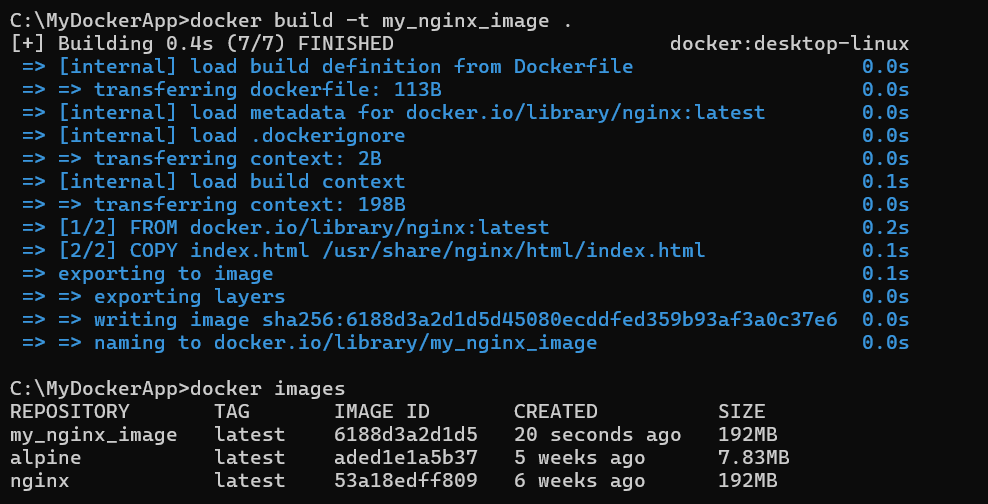 C:\MyDockerApp>docker build -t my_nginx_image .
[+] Building 0.4s (7/7) FINISHED docker:desktop-linux
=> [internal] load build definition from Dockerfile 0.0s
=> => transferring dockerfile: 113B 0.0s
=> [internal] load metadata for docker.io/library/nginx:latest 0.0s
=> [internal] load .dockerignore 0.0s
=> => transferring context: 2B 0.0s
=> [internal] load build context 0.1s
=> => transferring context: 198B 0.0s
=> [1/2] FROM docker.io/library/nginx:latest 0.2s
=> [2/2] COPY index.html /usr/share/nginx/html/index.html 0.1s
=> exporting to image 0.1s
=> => exporting layers 0.0s
=> => writing image sha256:6188d3a2d1d5d45080ecddfed359b93af3a0c37e6 0.0s
=> => naming to docker.io/library/my_nginx_image 0.0s
C:\MyDockerApp>docker images
REPOSITORY TAG IMAGE ID CREATED SIZE
my_nginx_image latest 6188d3a2d1d5 20 seconds ago 192MB
alpine latest aded1e1a5b37 5 weeks ago 7.83MB
nginx latest 53a18edff809 6 weeks ago 192MB